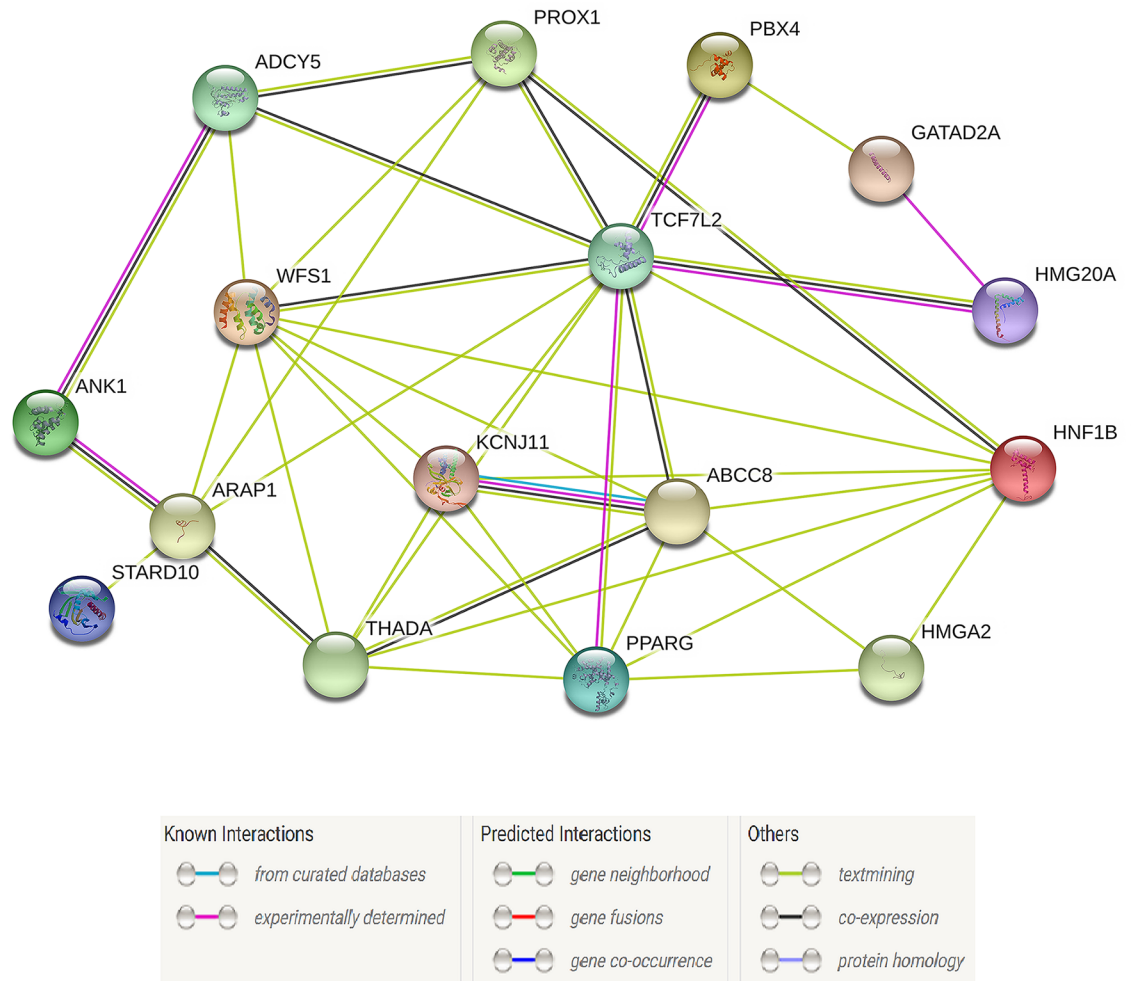 PROX1
PBX4
ADCY5
GATAD2A
TCF7L2
WFS1
HMG20A
ANK1
HNF1B
KCNJ11
ABCC8
ARAP1
STARD10
THADA
HMGA2
PPARG
Known Interactions
from curated databases
experimentally determined
Predicted Interactions
gene neighborhood
gene fusions
gene co-occurrence
Others
textmining
co-expression
protein homology